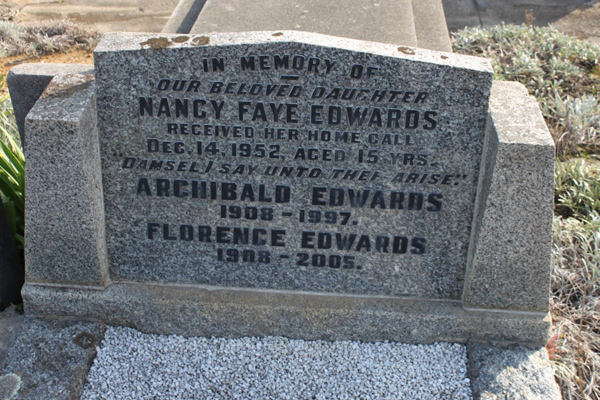 IN MEMORY OF
OUR BELOVED DAUGHTER
NANCY FAYE EDWARDS
RECEIVED HER HOME CALL
DEC. 14, 1952, AGED 15 YRS.
"DAMSEL, I SAY UNTO THEE ARISE."
ARCHIBALD EDWARDS
1908 - 1997.
FLORENCE EDWARDS
1908 - 2005.